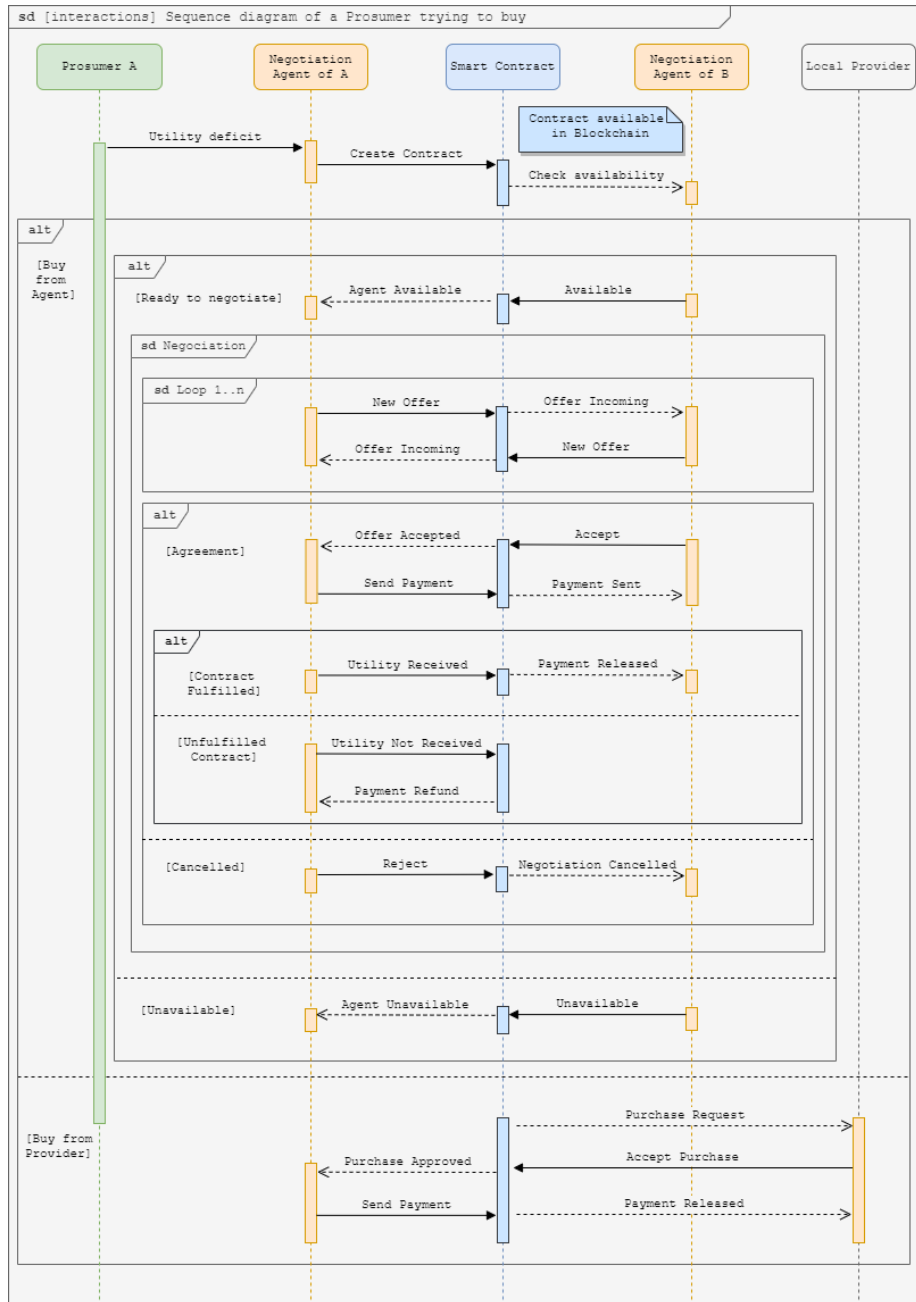 sd [interactions] Sequence diagram of a Prosumer trying to buy
Prosumer A
Negotiation
Agent of A
Smart Contract
Negotiation
Agent of B
Local Provider
Contract available
in Blockchain
Utility deficit
Create Contract
Check availability
alt
[Buy
from
Agent]
alt
[Ready to negotiate]
Agent Available
Available
sd Negociation
sd Loop 1..n
New Offer
Offer Incoming
Offer Incoming
New Offer
alt
[Agreement]
Offer Accepted
Accept
Send Payment
Payment Sent
alt
[Contract
Fulfilled]
Utility Received
Payment Released
[Unfulfilled
Contract]
Utility Not Received
Payment Refund
[Cancelled]
Reject
Negotiation Cancelled
[Unavailable]
Agent Unavailable
Unavailable
[Buy from
Provider]
Purchase Request
Accept Purchase
Purchase Approved
Send Payment
Payment Released